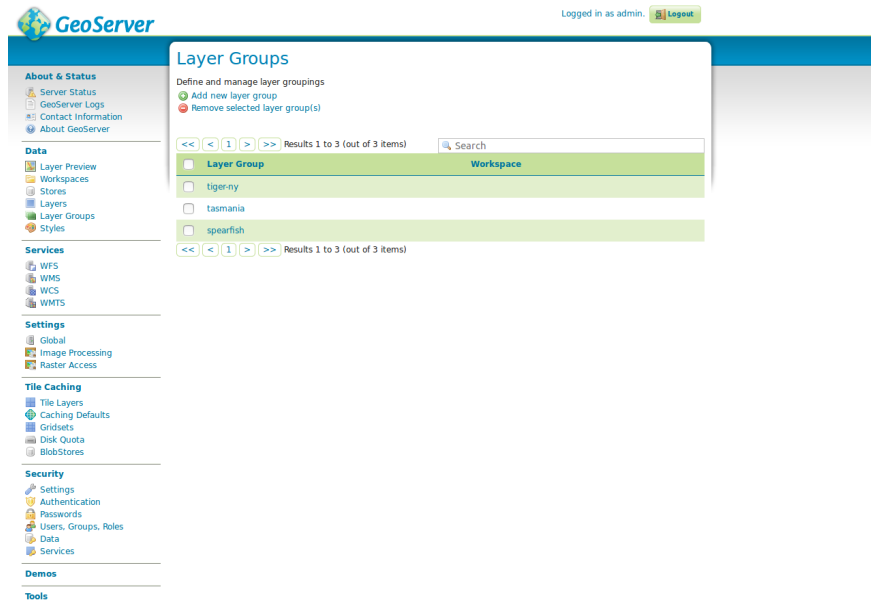 GeoServer
Logged in as admin. Logout
About & Status
Server Status
GeoServer Logs
Contact Information
About GeoServer
Data
Layer Preview
Workspaces
Stores
Layers
Layer Groups
Styles
Services
WFS
WMS
WCS
WMTS
Settings
Global
Image Processing
Raster Access
Tile Caching
Tile Layers
Caching Defaults
Gridsets
Disk Quota
BlobStores
Security
Settings
Authentication
Passwords
Users, Groups, Roles
Data
Services
Demos
Tools
Layer Groups
Define and manage layer groupings
Add new layer group
Remove selected layer group(s)
<< < 1 > >> Results 1 to 3 (out of 3 items) Search
Layer Group Workspace
tiger-ny
tasmania
spearfish
<< < 1 > >> Results 1 to 3 (out of 3 items)